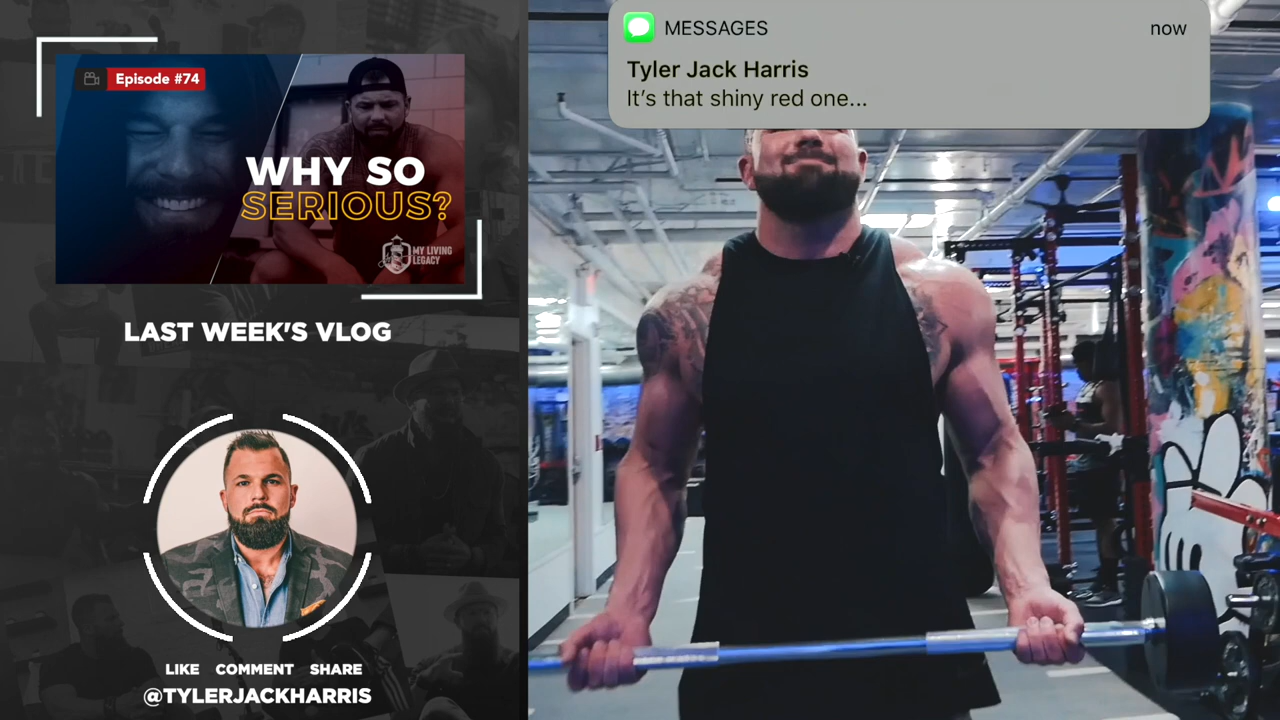 Episode #74
WHY SO
SERIOUS?
MY LIVING
LEGACY
LAST WEEK'S VLOG
LIKE COMMENT SHARE
@TYLERJACKHARRIS
MESSAGES now
Tyler Jack Harris
It’s that shiny red one...